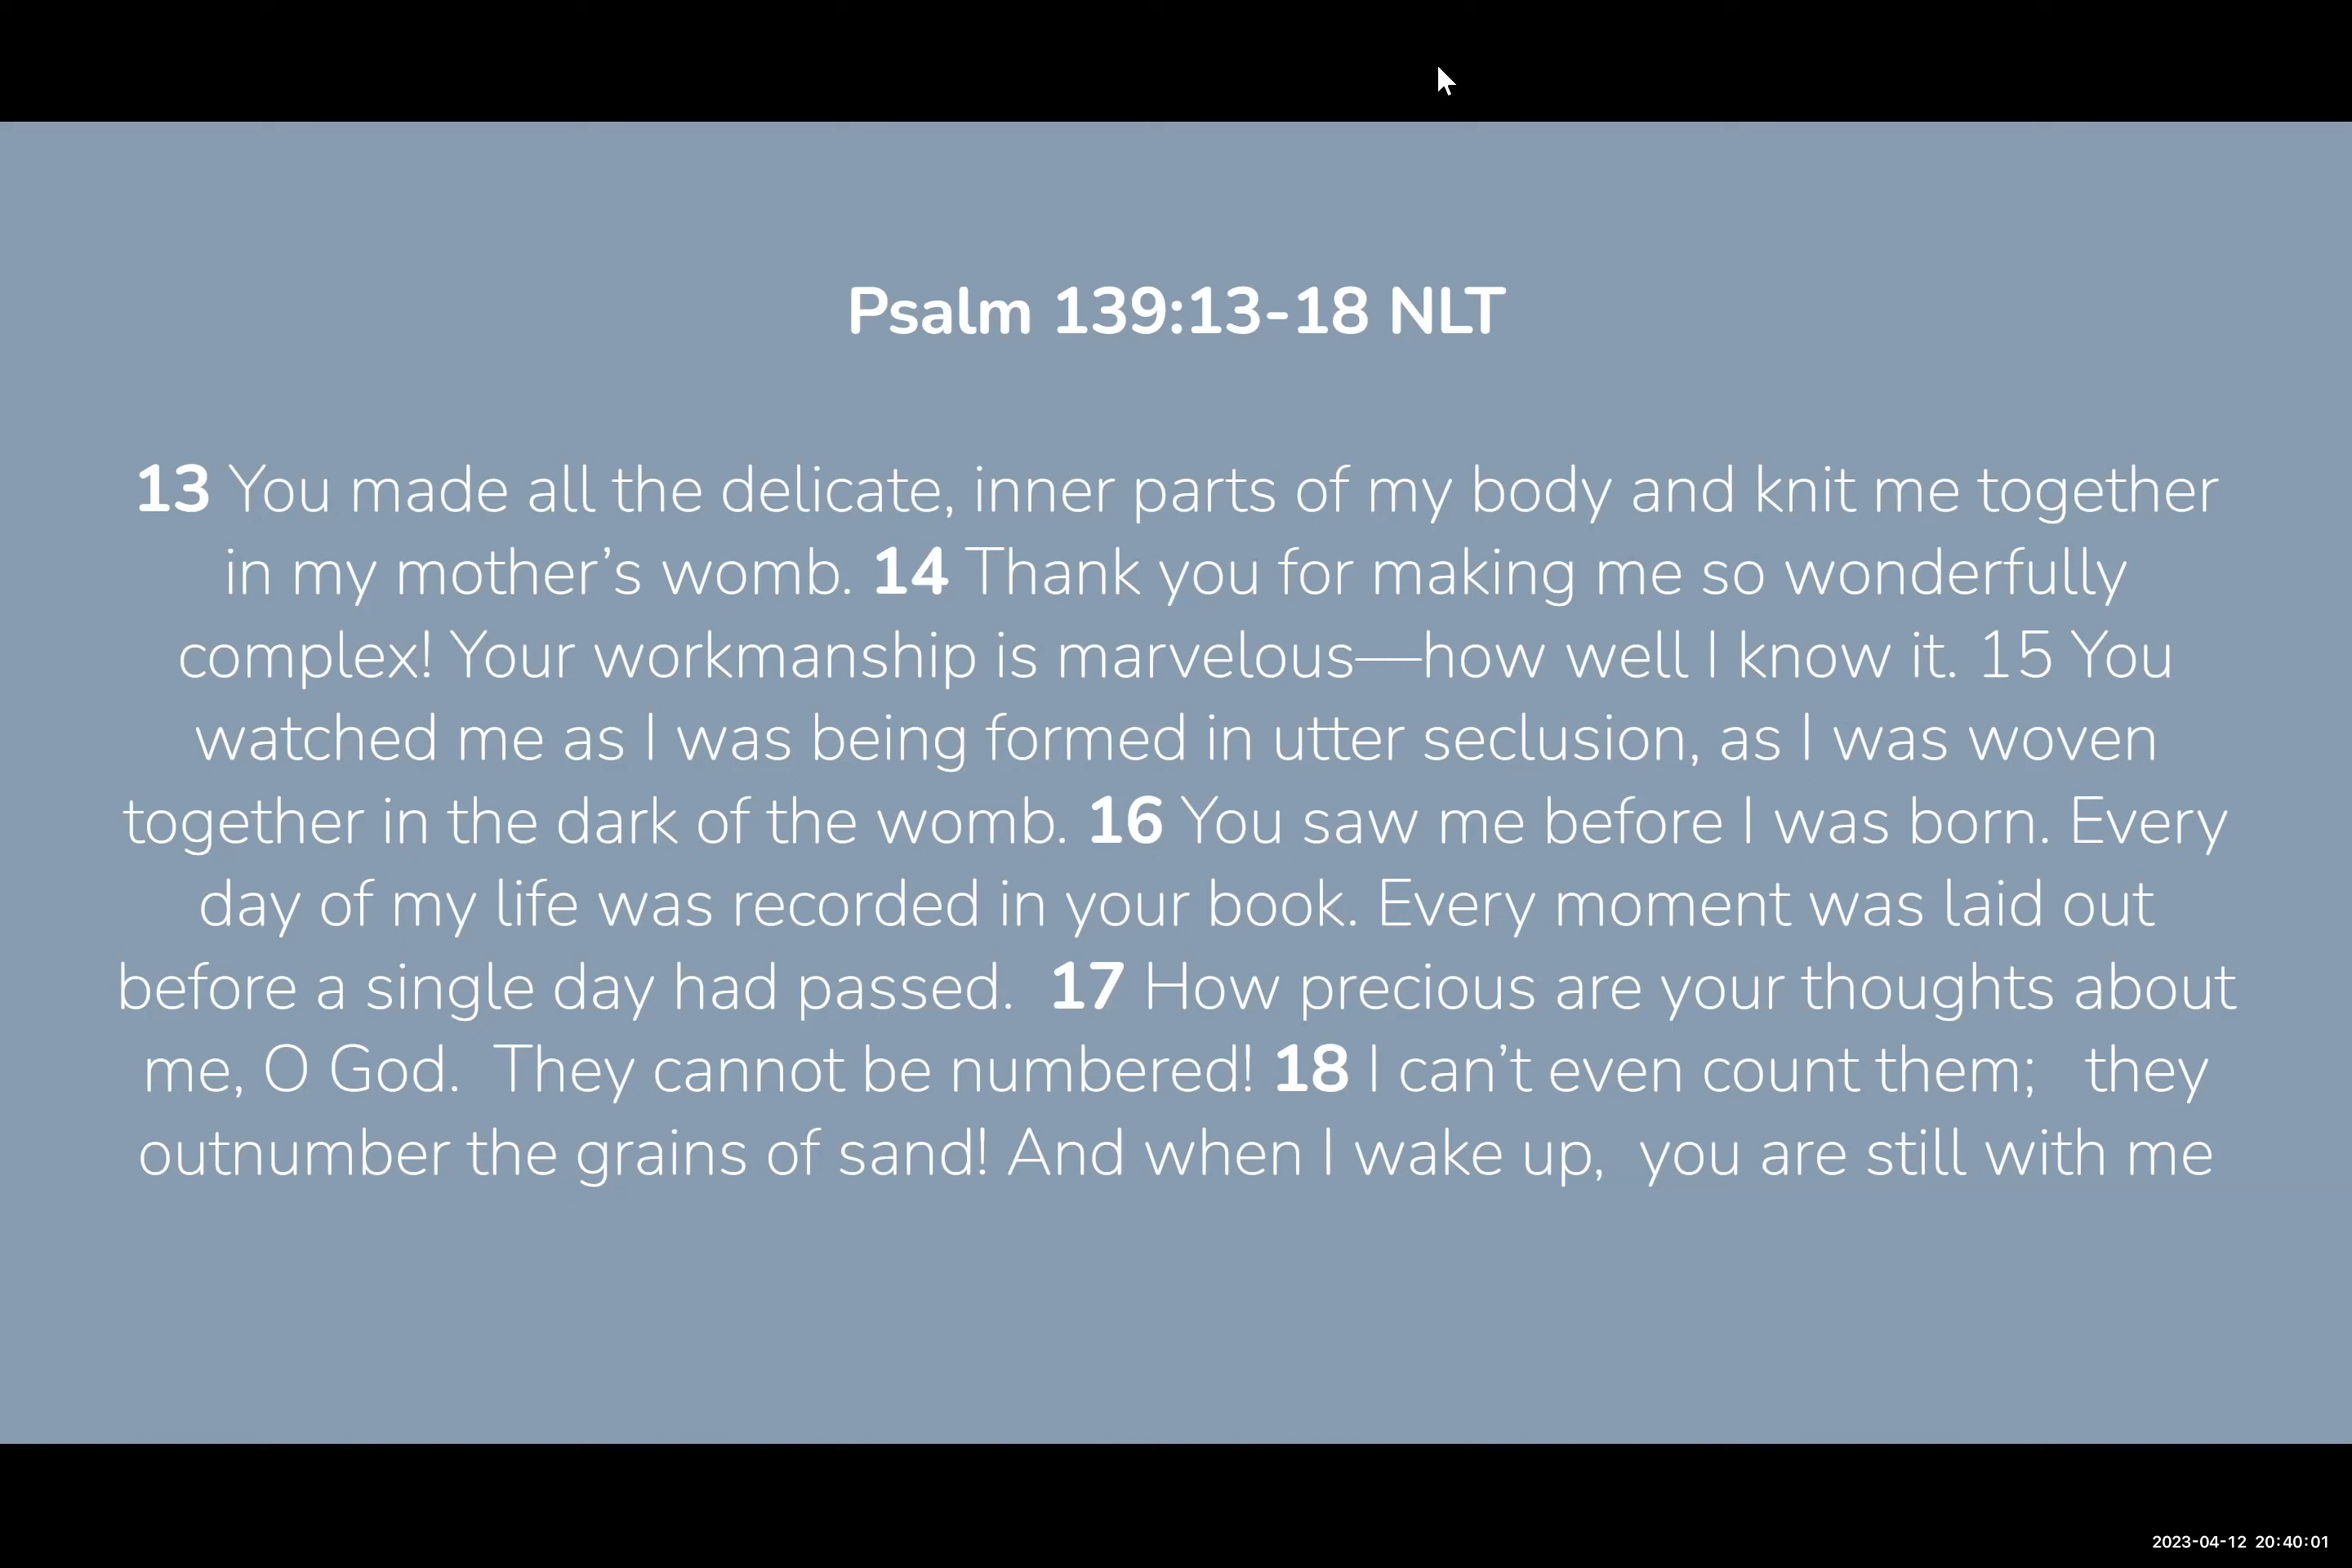 Psalm 139:13-18 NLT
13 You made all the delicate, inner parts of my body and knit me together
in my mother’s womb. 14 Thank you for making me so wonderfully
complex! Your workmanship is marvelous—how well I know it. 15 You
watched me as I was being formed in utter seclusion, as I was woven
together in the dark of the womb. 16 You saw me before I was born. Every
day of my life was recorded in your book. Every moment was laid out
before a single day had passed.  17 How precious are your thoughts about
me, O God.  They cannot be numbered! 18 I can’t even count them;   they
outnumber the grains of sand! And when I wake up,  you are still with me
2023-04-12 20:40:01